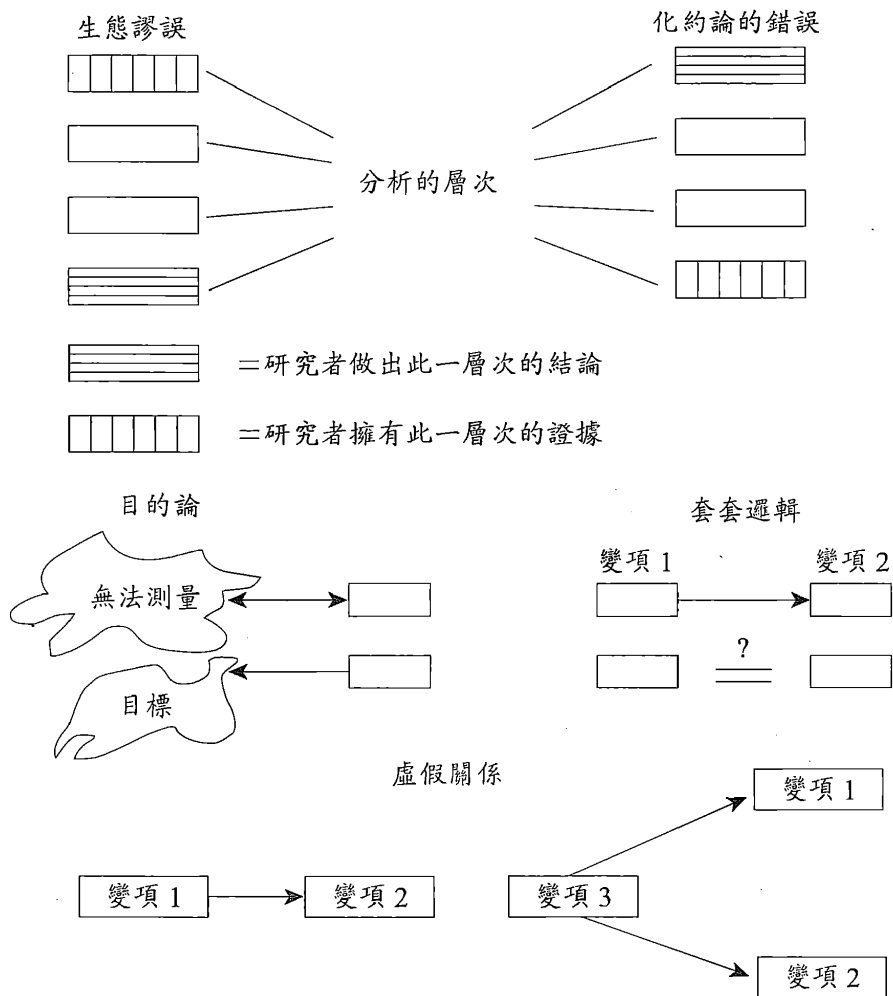 生態謬誤
化約論的錯誤
分析的層次
＝研究者做出此一層次的結論
＝研究者擁有此一層次的證據
目的論
套套邏輯
變項 1
變項 2
無法測量
?
目標
虛假關係
變項 1
變項 1
變項 2
變項 3
變項 2